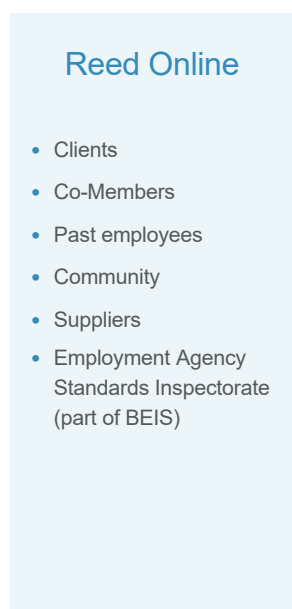 Reed Online
• Clients
• Co-Members
• Past employees
• Community
• Suppliers
• Employment Agency
Standards Inspectorate
(part of BEIS)